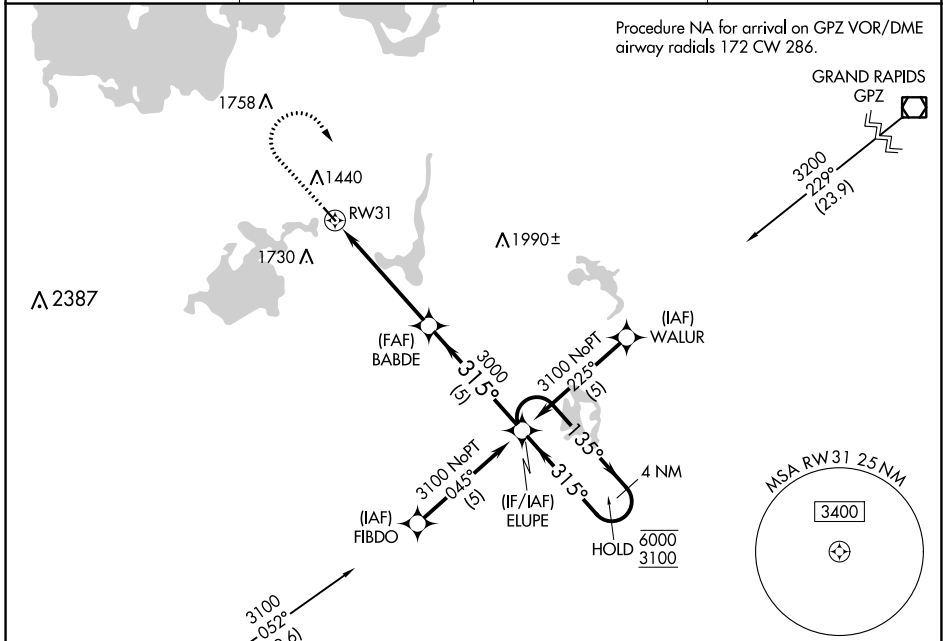 Procedure NA for arrival on GPZ VOR/DME
airway radials 172 CW 286.
GRAND RAPIDS
GPZ
3200
229°
(23.9)
1758
1440
RW31
1730
1990±
2387
(IAF)
WALUR
(FAF)
BABDE
3000
315°
(5)
3100 NoPT
225°
(5)
135°
315°
4 NM
3100 NoPT
045°
(5)
(IF/IAF)
ELUPE
(IAF)
FIBDO
HOLD
6000
3100
MSA RW 31 25 NM
3400
3100
052°